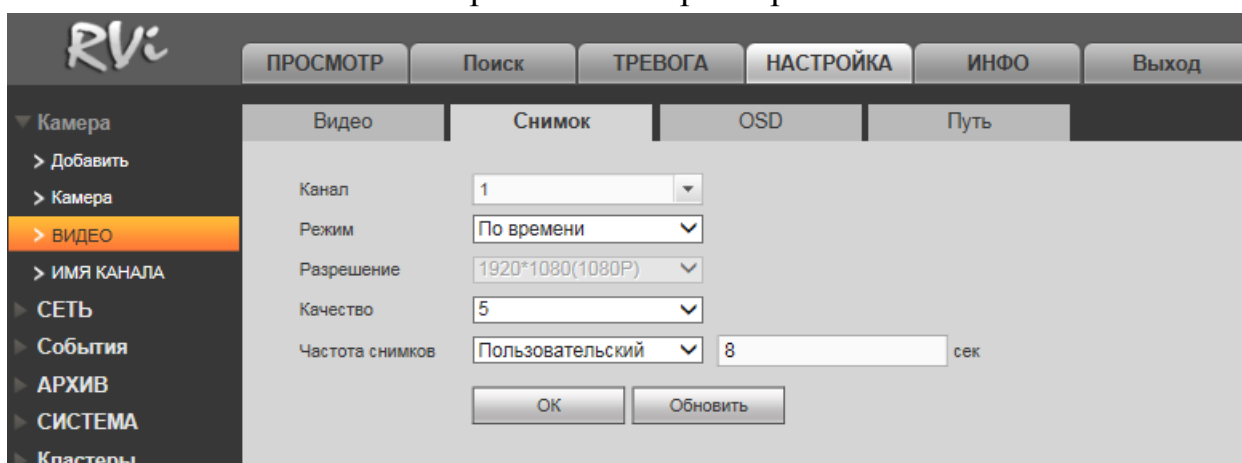 RVi
ПРОСМОТР Поиск ТРЕВОГА НАСТРОЙКА ИНФО Выход
Видео Снимок OSD Путь
Камера
> Добавить
> Камера
> ВИДЕО
> ИМЯ КАНАЛА
СЕТЬ
События
АРХИВ
СИСТЕМА
Кластеры
Канал 1
Режим По времени
Разрешение 1920*1080(1080P)
Качество 5
Частота снимков Пользовательский 8 сек
ОК Обновить